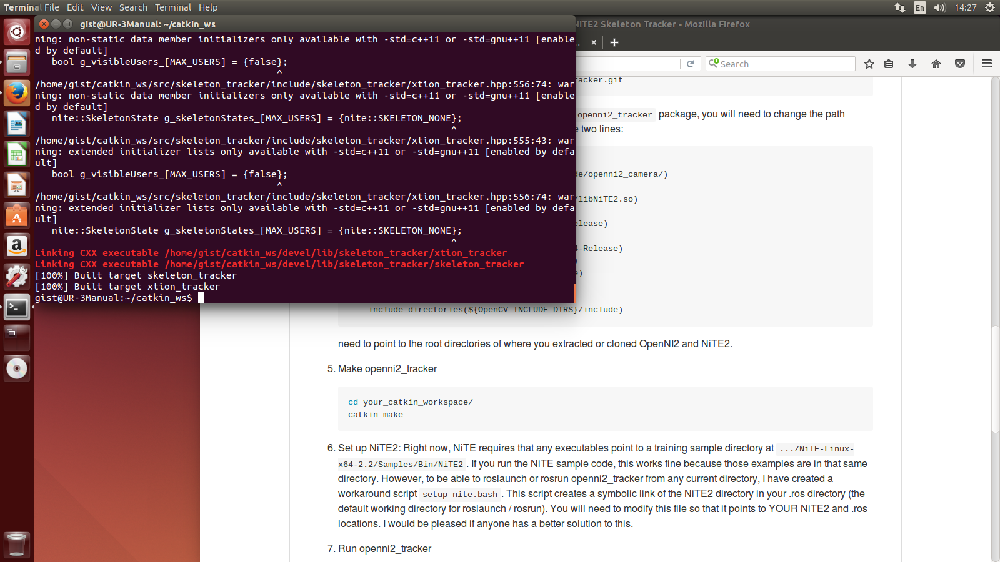 Terminal File Edit View Search Terminal Help
En 14:27
gist@UR-3Manual: ~/catkin_ws
NiTE2 Skeleton Tracker - Mozilla Firefox
ning: non-static data member initializers only available with -std=c++11 or -std=gnu++11 [enable
d by default]
bool g_visibleUsers_[MAX_USERS] = {false};
^
/home/gist/catkin_ws/src/skeleton_tracker/include/skeleton_tracker/xtion_tracker.hpp:556:74: war
ning: non-static data member initializers only available with -std=c++11 or -std=gnu++11 [enable
d by default]
nite::SkeletonState g_skeletonStates_[MAX_USERS] = {nite::SKELETON_NONE};
^
/home/gist/catkin_ws/src/skeleton_tracker/include/skeleton_tracker/xtion_tracker.hpp:555:43: war
ning: extended initializer lists only available with -std=c++11 or -std=gnu++11 [enabled by defa
ult]
bool g_visibleUsers_[MAX_USERS] = {false};
^
/home/gist/catkin_ws/src/skeleton_tracker/include/skeleton_tracker/xtion_tracker.hpp:556:74: war
ning: extended initializer lists only available with -std=c++11 or -std=gnu++11 [enabled by defa
ult]
nite::SkeletonState g_skeletonStates_[MAX_USERS] = {nite::SKELETON_NONE};
^
Linking CXX executable /home/gist/catkin_ws/devel/lib/skeleton_tracker/xtion_tracker
Linking CXX executable /home/gist/catkin_ws/devel/lib/skeleton_tracker/skeleton_tracker
[100%] Built target skeleton_tracker
[100%] Built target xtion_tracker
gist@UR-3Manual:~/catkin_ws$
Search
racker.git
openni2_tracker package, you will need to change the path
e two lines:
de/openni2_camera/)
/libNiTE2.so)
elease)
4-Release)
)
e)
include_directories(${OpenCV_INCLUDE_DIRS}/include)
need to point to the root directories of where you extracted or cloned OpenNI2 and NiTE2.
5. Make openni2_tracker
cd your_catkin_workspace/
catkin_make
6. Set up NiTE2: Right now, NiTE requires that any executables point to a training sample directory at .../NiTE-Linux-
x64-2.2/Samples/Bin/NiTE2 . If you run the NiTE sample code, this works fine because those examples are in that same
directory. However, to be able to roslaunch or rosrun openni2_tracker from any current directory, I have created a
workaround script setup_nite.bash . This script creates a symbolic link of the NiTE2 directory in your .ros directory (the
default working directory for roslaunch / rosrun). You will need to modify this file so that it points to YOUR NiTE2 and .ros
locations. I would be pleased if anyone has a better solution to this.
7. Run openni2_tracker